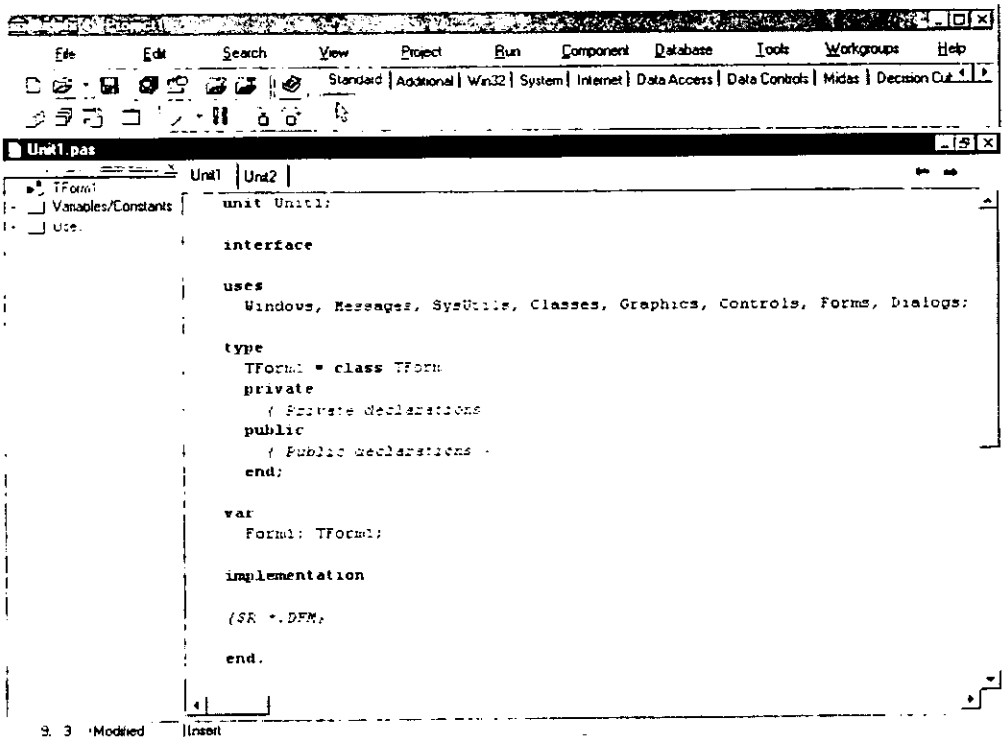 File Edit Search View Project Run Component Database Tools Workgroups Help
Standard Additional Win32 System Internet Data Access Data Controls Midas Decision Cub
Unit1.pas
Unit1 Unit2
TForm1
Variables/Constants
Uses
unit Unit1;
interface
uses
Windows, Messages, SysUtils, Classes, Graphics, Controls, Forms, Dialogs;
type
TForm1 = class TForm
private
{ Private declarations
public
{ Public declarations
end;
var
Form1: TForm1;
implementation
{$R *.DFM}
end.
9. 3 Modified Insert